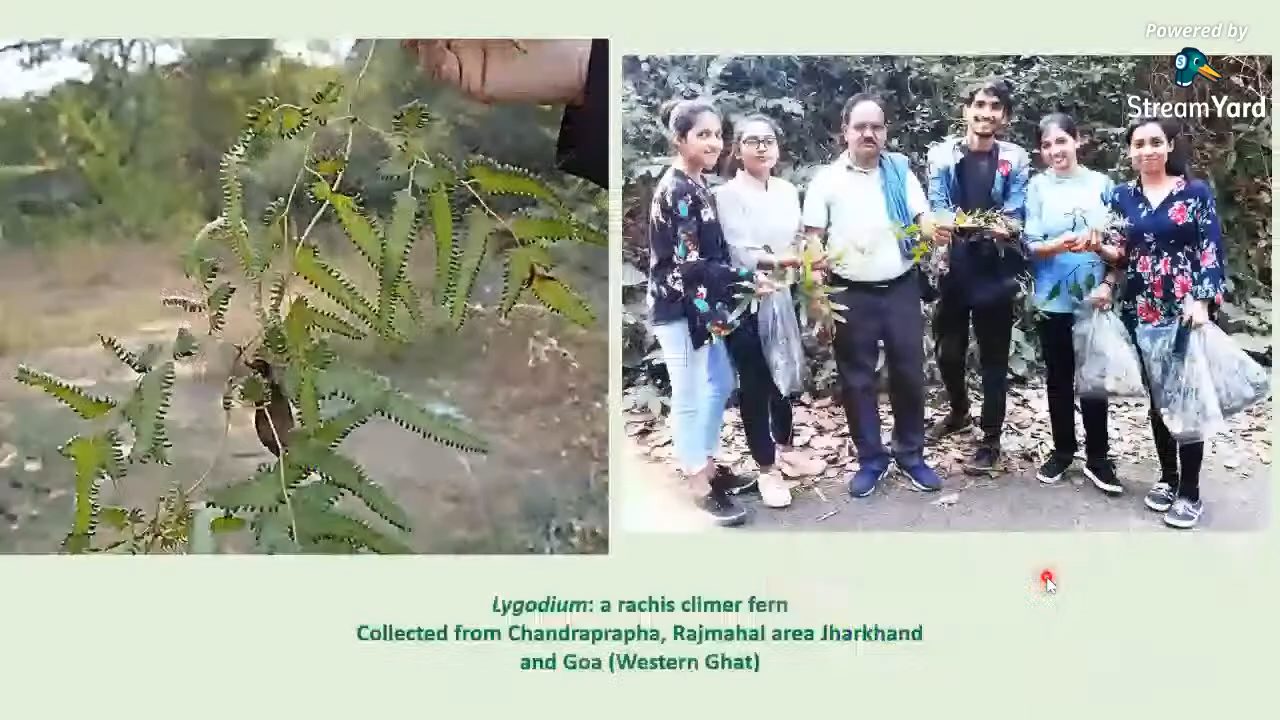 Powered by
StreamYard
Lygodium: a rachis climer fern
Collected from Chandraprapha, Rajmahal area Jharkhand
and Goa (Western Ghat)